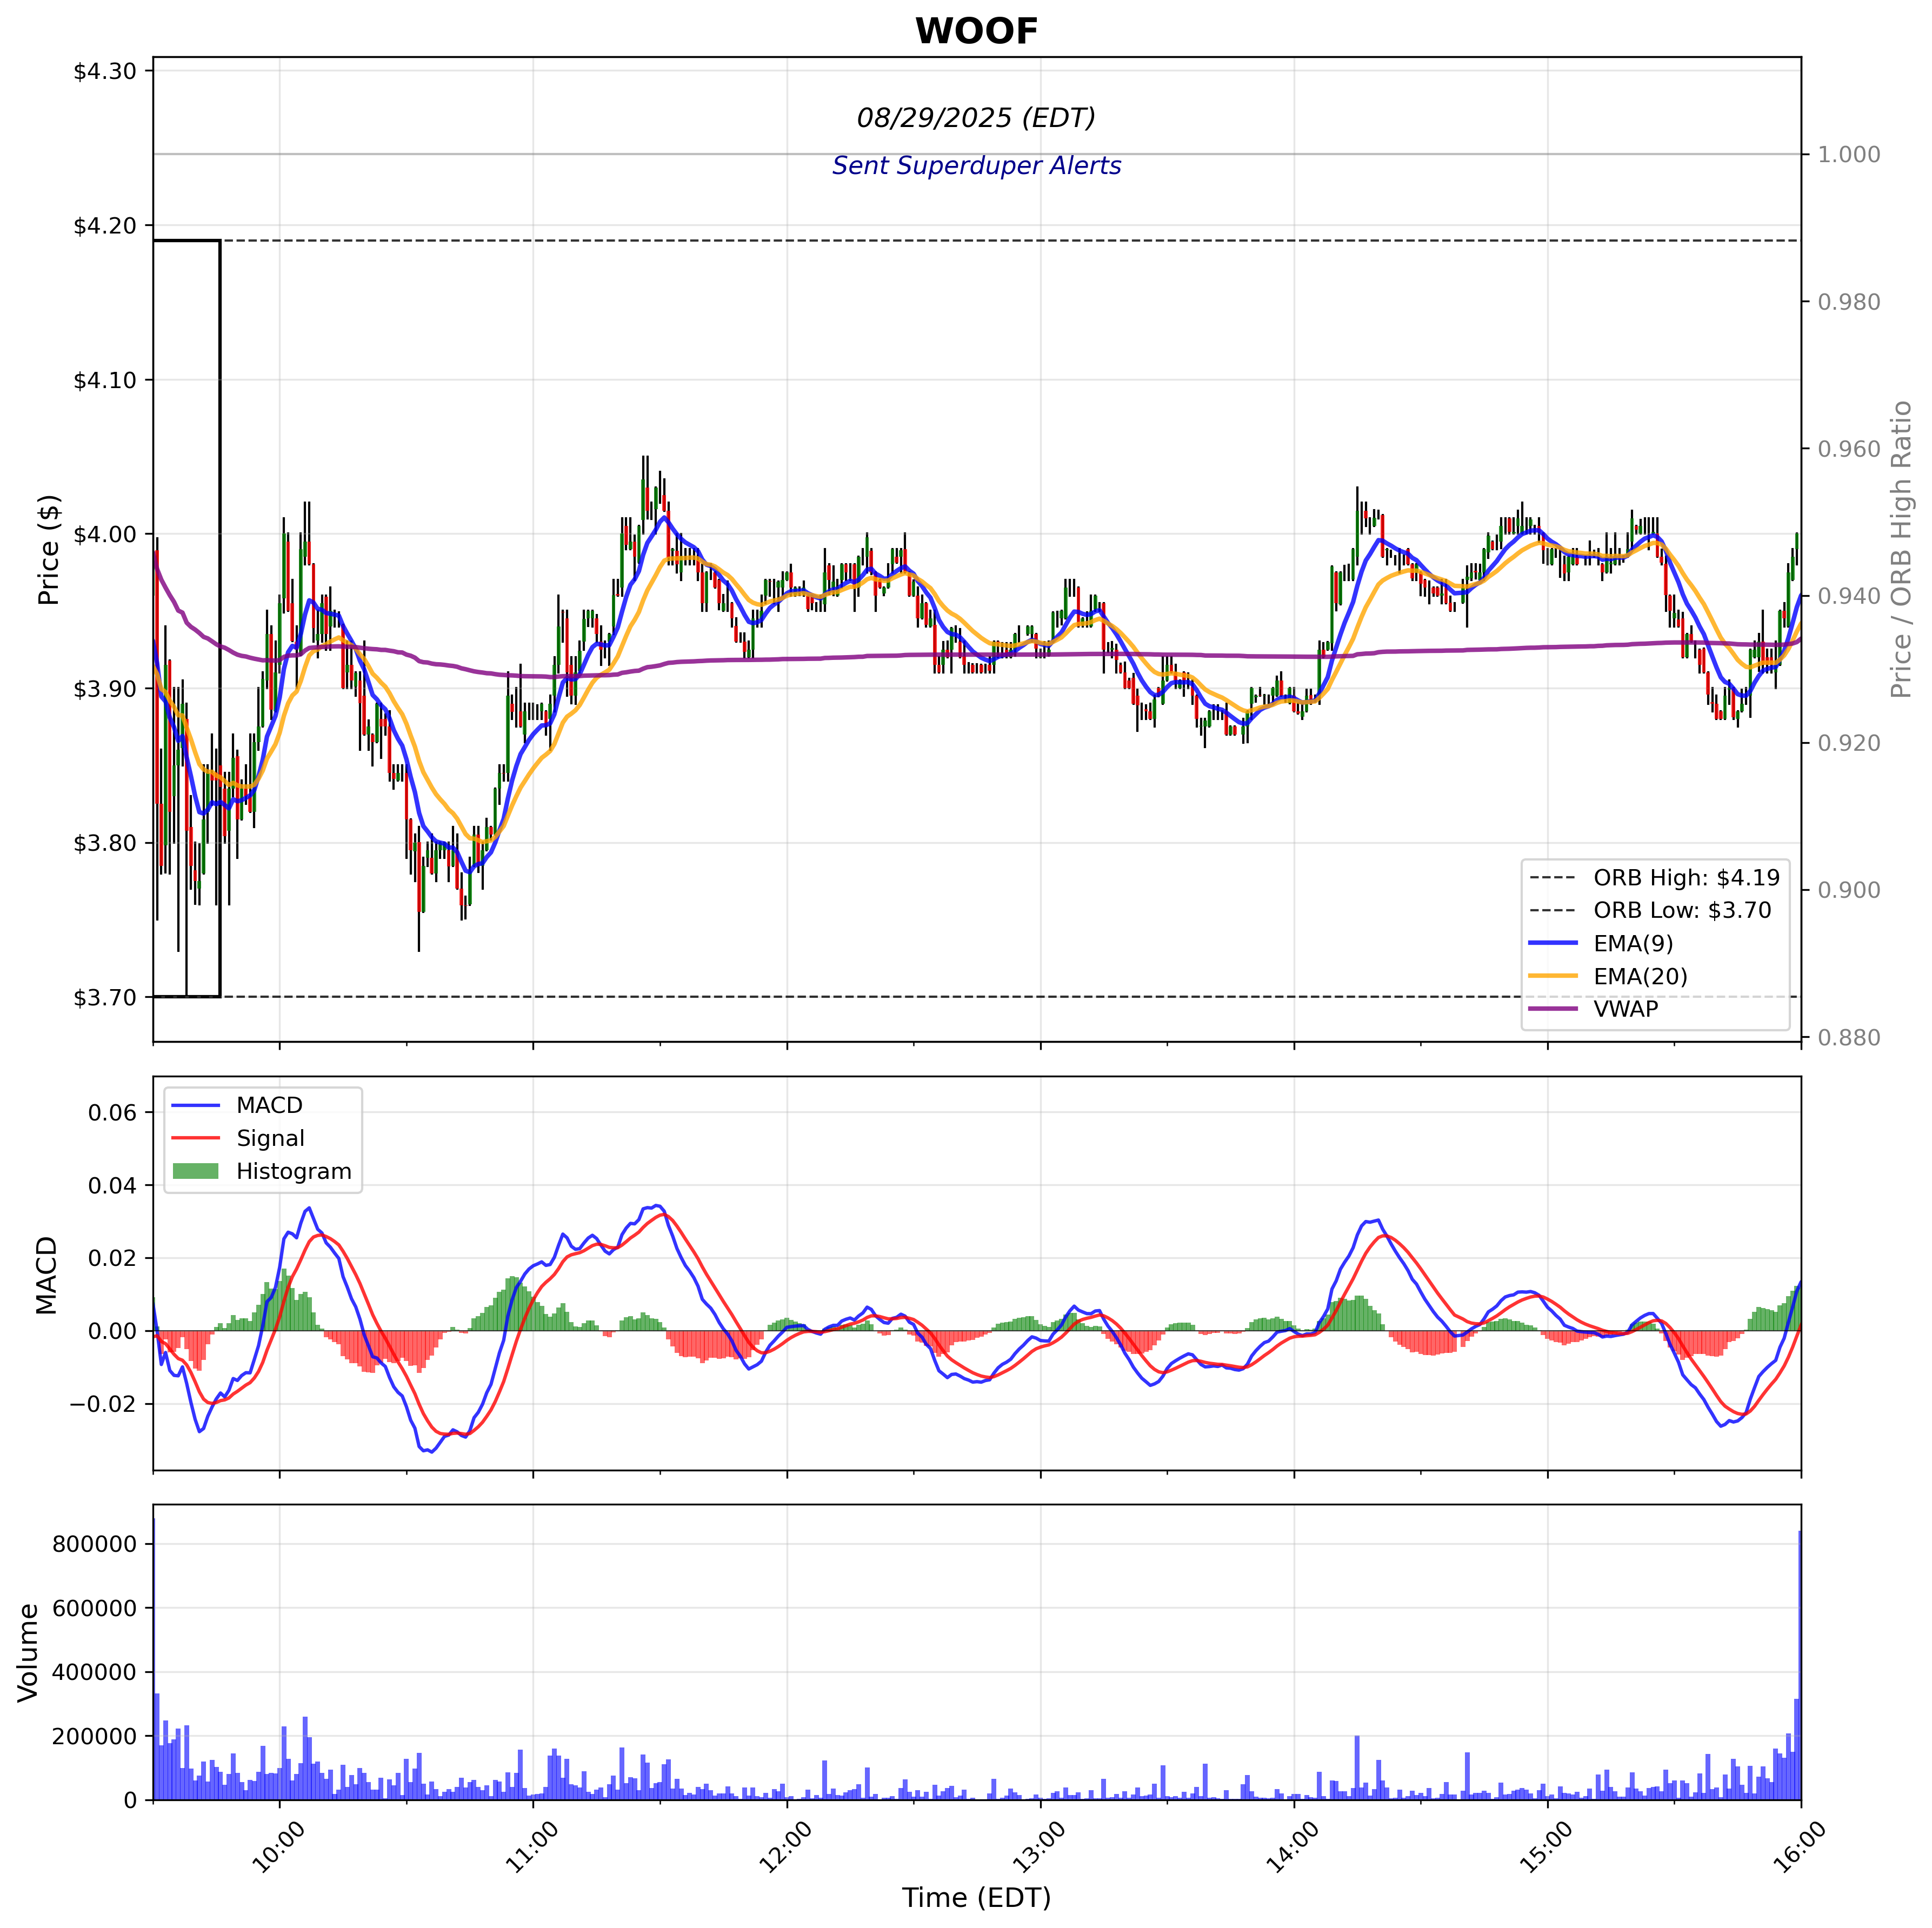 WOOF
08/29/2025 (EDT)
Sent Superduper Alerts
Price ($)
$4.30
$4.20
$4.10
$4.00
$3.90
$3.80
$3.70
1.000
0.980
0.960
0.940
0.920
0.900
0.880
Price / ORB High Ratio
ORB High: $4.19
ORB Low: $3.70
EMA(9)
EMA(20)
VWAP
MACD
0.06
0.04
0.02
0.00
−0.02
MACD
Signal
Histogram
Volume
800000
600000
400000
200000
0
10:00
11:00
12:00
13:00
14:00
15:00
16:00
Time (EDT)